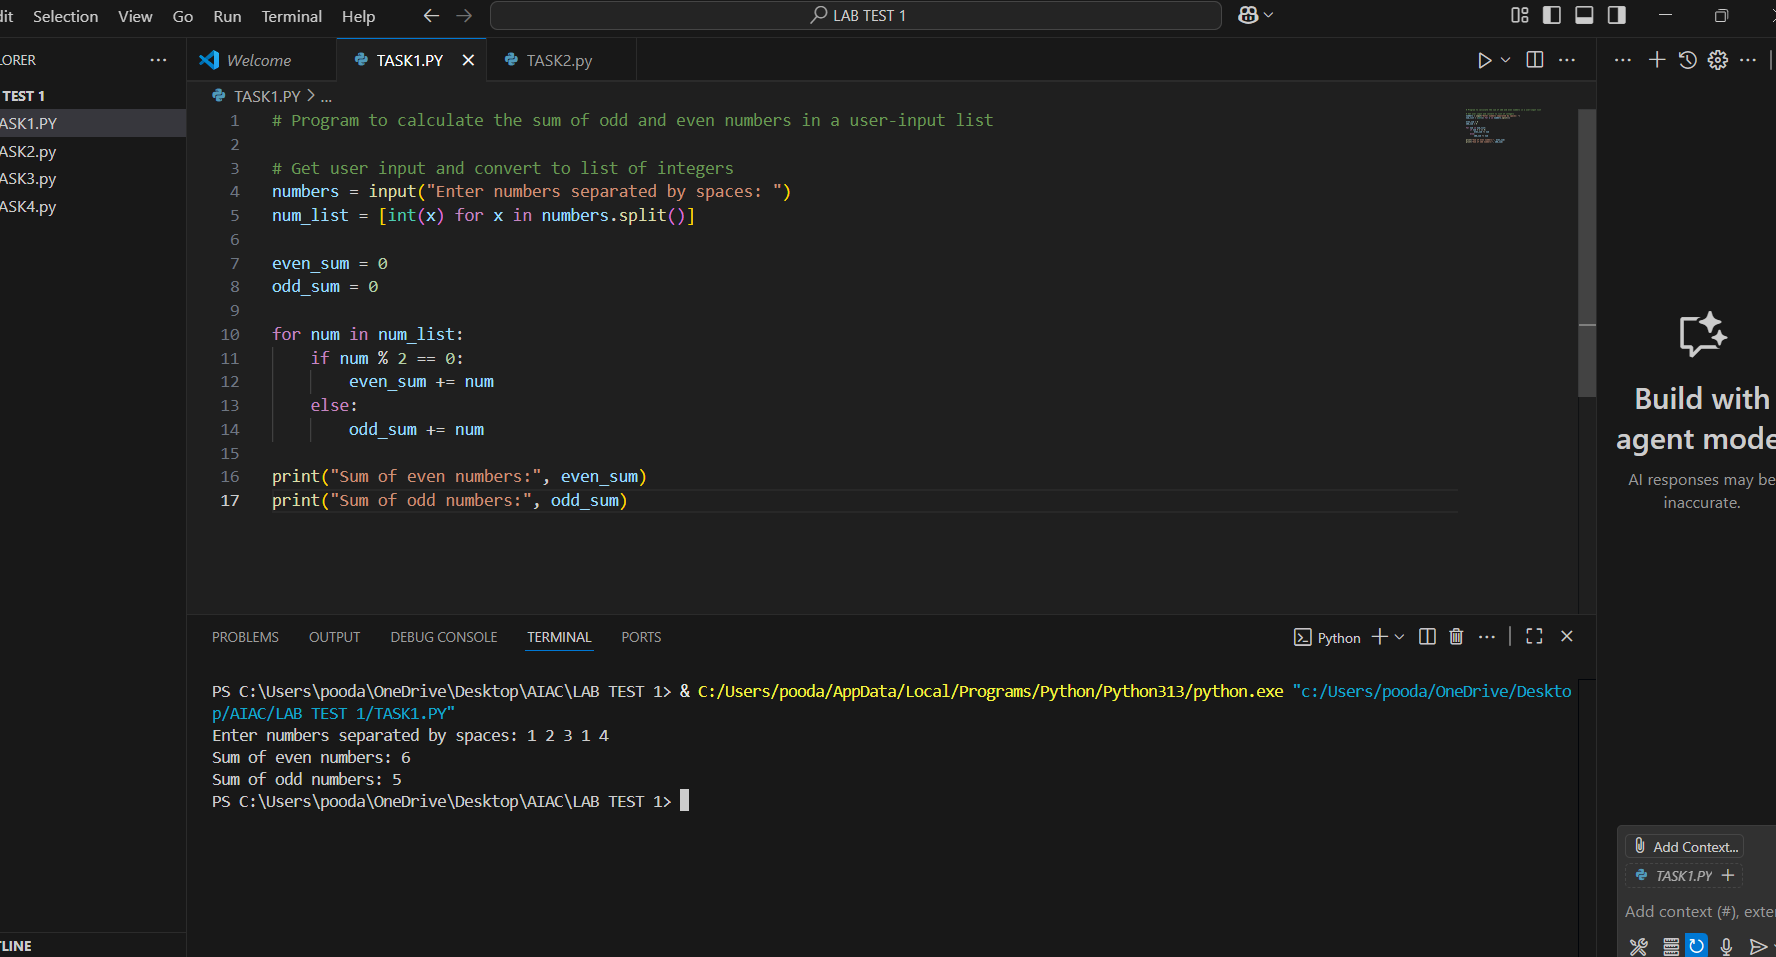 dit Selection View Go Run Terminal Help LAB TEST 1
LORER
TEST 1
ASK1.PY
ASK2.py
ASK3.py
ASK4.py
TLINE
Welcome TASK1.PY TASK2.py
TASK1.PY > ...
1 # Program to calculate the sum of odd and even numbers in a user-input list
2
3 # Get user input and convert to list of integers
4 numbers = input("Enter numbers separated by spaces: ")
5 num_list = [int(x) for x in numbers.split()]
6
7 even_sum = 0
8 odd_sum = 0
9
10 for num in num_list:
11     if num % 2 == 0:
12         even_sum += num
13     else:
14         odd_sum += num
15
16 print("Sum of even numbers:", even_sum)
17 print("Sum of odd numbers:", odd_sum)
PROBLEMS OUTPUT DEBUG CONSOLE TERMINAL PORTS Python
PS C:\Users\pooda\OneDrive\Desktop\AIAC\LAB TEST 1> & C:/Users/pooda/AppData/Local/Programs/Python/Python313/python.exe "c:/Users/pooda/OneDrive/Deskto
p/AIAC/LAB TEST 1/TASK1.PY"
Enter numbers separated by spaces: 1 2 3 1 4
Sum of even numbers: 6
Sum of odd numbers: 5
PS C:\Users\pooda\OneDrive\Desktop\AIAC\LAB TEST 1>
Build with
agent mode
AI responses may be
inaccurate.
Add Context...
TASK1.PY
Add context (#), exte